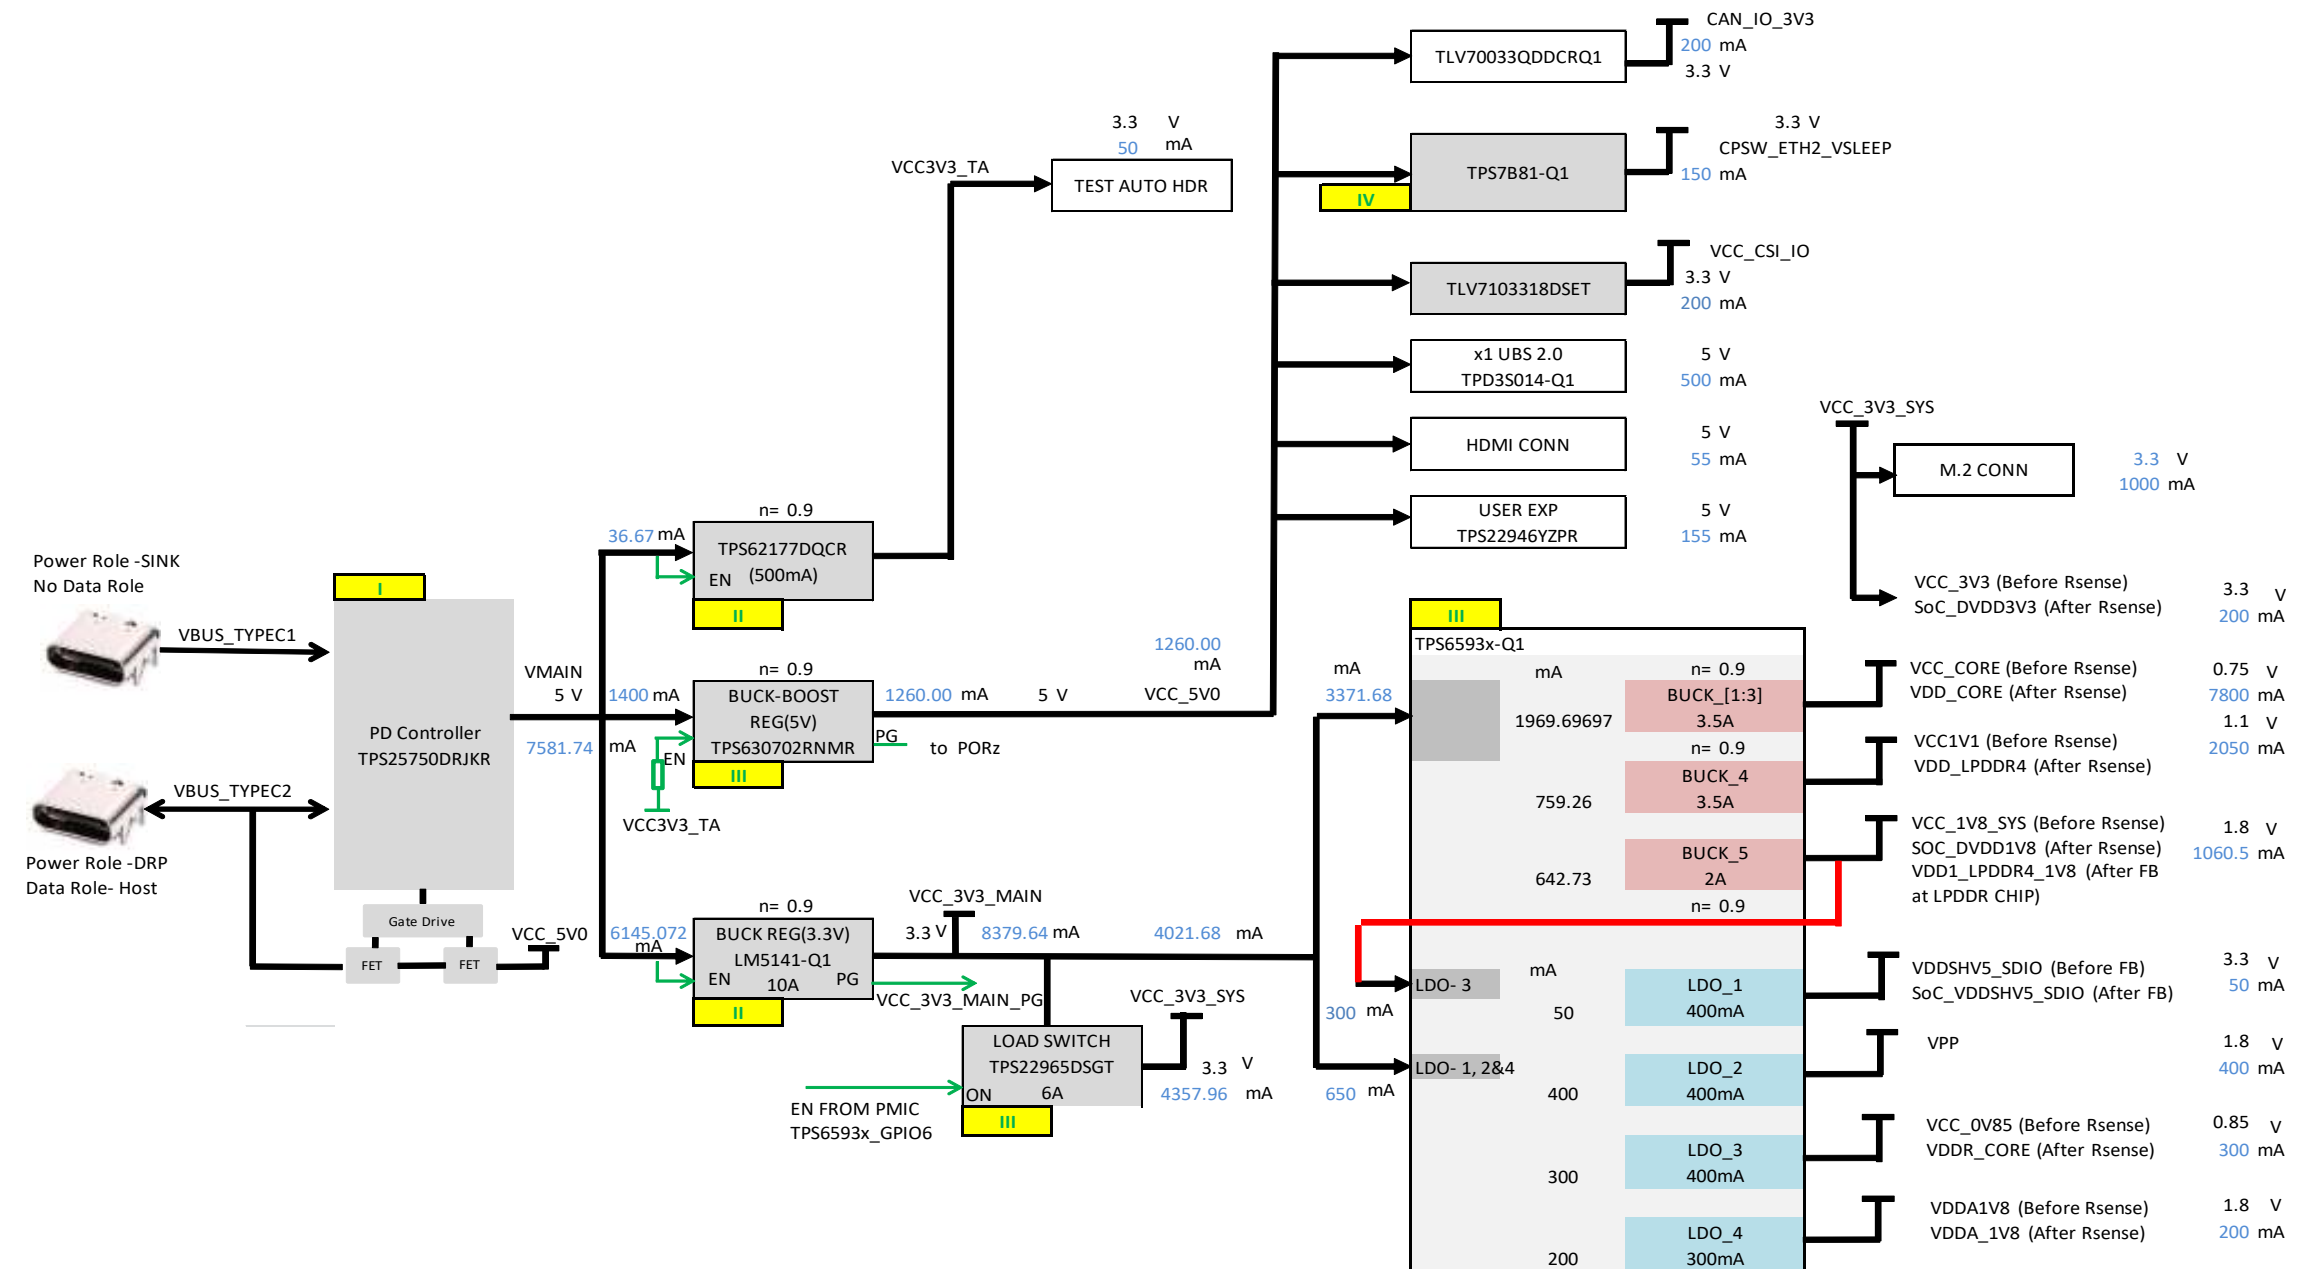 CAN_IO_3V3
200 mA
3.3 V
TLV70033QDDCRQ1
3.3 V
50 mA
VCC3V3_TA
TEST AUTO HDR
3.3 V
CPSW_ETH2_VSLEEP
150 mA
TPS7B81-Q1
IV
VCC_CSI_IO
3.3 V
200 mA
TLV7103318DSET
x1 UBS 2.0
TPD3S014-Q1
5 V
500 mA
HDMI CONN
5 V
55 mA
USER EXP
TPS22946YZPR
5 V
155 mA
VCC_3V3_SYS
M.2 CONN
3.3 V
1000 mA
VCC_3V3 (Before Rsense)
SoC_DVDD3V3 (After Rsense)
3.3 V
200 mA
Power Role -SINK
No Data Role
VBUS_TYPEC1
I
PD Controller
TPS25750DRJKR
VBUS_TYPEC2
Power Role -DRP
Data Role- Host
Gate Drive
FET
FET
VCC_5V0
VMAIN
5 V
7581.74 mA
n= 0.9
36.67 mA
TPS62177DQCR
(500mA)
EN
II
n= 0.9
1400 mA
BUCK-BOOST
REG(5V)
TPS630702RNMR
EN
PG
to PORz
III
VCC3V3_TA
1260.00 mA
5 V
1260.00
mA
VCC_5V0
n= 0.9
6145.072
mA
BUCK REG(3.3V)
LM5141-Q1
10A
EN
PG
II
VCC_3V3_MAIN
3.3 V
8379.64 mA
4021.68 mA
VCC_3V3_MAIN_PG
VCC_3V3_SYS
LOAD SWITCH
TPS22965DSGT
6A
ON
III
3.3 V
4357.96 mA
EN FROM PMIC
TPS6593x_GPIO6
mA
3371.68
300 mA
650 mA
III
TPS6593x-Q1
mA
1969.69697
n= 0.9
BUCK_[1:3]
3.5A
VCC_CORE (Before Rsense)
VDD_CORE (After Rsense)
0.75 V
7800 mA
n= 0.9
759.26
BUCK_4
3.5A
VCC1V1 (Before Rsense)
VDD_LPDDR4 (After Rsense)
1.1 V
2050 mA
642.73
BUCK_5
2A
n= 0.9
VCC_1V8_SYS (Before Rsense)
SOC_DVDD1V8 (After Rsense)
VDD1_LPDDR4_1V8 (After FB
at LPDDR CHIP)
1.8 V
1060.5 mA
LDO- 3
mA
50
LDO_1
400mA
VDDSHV5_SDIO (Before FB)
SoC_VDDSHV5_SDIO (After FB)
3.3 V
50 mA
LDO- 1, 2&4
400
LDO_2
400mA
VPP
1.8 V
400 mA
300
LDO_3
400mA
VCC_0V85 (Before Rsense)
VDDR_CORE (After Rsense)
0.85 V
300 mA
200
LDO_4
300mA
VDDA1V8 (Before Rsense)
VDDA_1V8 (After Rsense)
1.8 V
200 mA